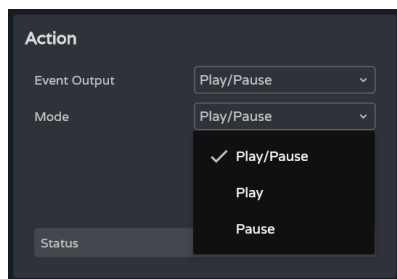 Action
Event Output Play/Pause
Mode Play/Pause
Play/Pause
Play
Pause
Status